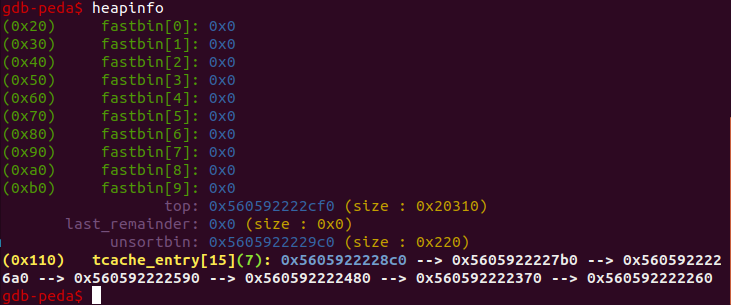 gdb-peda$ heapinfo
(0x20)     fastbin[0]: 0x0
(0x30)     fastbin[1]: 0x0
(0x40)     fastbin[2]: 0x0
(0x50)     fastbin[3]: 0x0
(0x60)     fastbin[4]: 0x0
(0x70)     fastbin[5]: 0x0
(0x80)     fastbin[6]: 0x0
(0x90)     fastbin[7]: 0x0
(0xa0)     fastbin[8]: 0x0
(0xb0)     fastbin[9]: 0x0
top: 0x560592222cf0 (size : 0x20310)
last_remainder: 0x0 (size : 0x0)
unsortbin: 0x5605922229c0 (size : 0x220)
(0x110)   tcache_entry[15](7): 0x5605922228c0 --> 0x5605922227b0 --> 0x560592222
6a0 --> 0x560592222590 --> 0x560592222480 --> 0x560592222370 --> 0x560592222260
gdb-peda$